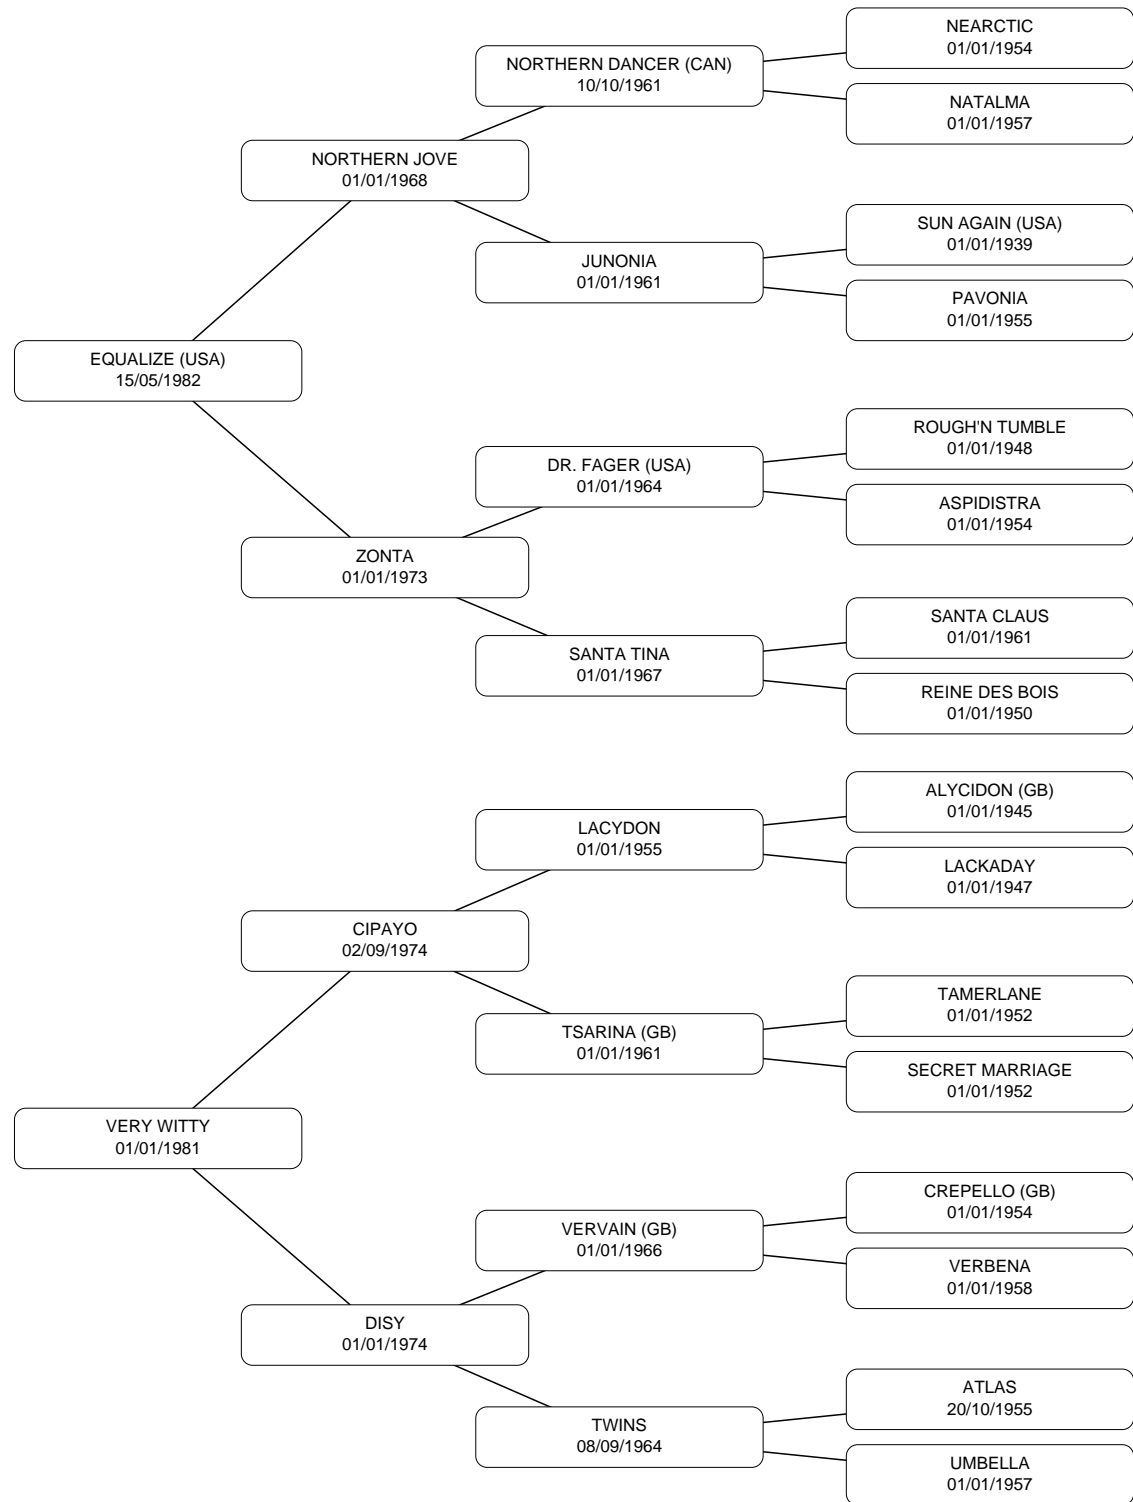 NEARCTIC
01/01/1954
NORTHERN DANCER (CAN)
10/10/1961
NATALMA
01/01/1957
NORTHERN JOVE
01/01/1968
SUN AGAIN (USA)
01/01/1939
JUNONIA
01/01/1961
PAVONIA
01/01/1955
EQUALIZE (USA)
15/05/1982
ROUGH'N TUMBLE
01/01/1948
DR. FAGER (USA)
01/01/1964
ASPIDISTRA
01/01/1954
ZONTA
01/01/1973
SANTA CLAUS
01/01/1961
SANTA TINA
01/01/1967
REINE DES BOIS
01/01/1950
ALYCIDON (GB)
01/01/1945
LACYDON
01/01/1955
LACKADAY
01/01/1947
CIPAYO
02/09/1974
TAMERLANE
01/01/1952
TSARINA (GB)
01/01/1961
SECRET MARRIAGE
01/01/1952
VERY WITTY
01/01/1981
CREPELLO (GB)
01/01/1954
VERVAIN (GB)
01/01/1966
VERBENA
01/01/1958
DISY
01/01/1974
ATLAS
20/10/1955
TWINS
08/09/1964
UMBELLA
01/01/1957